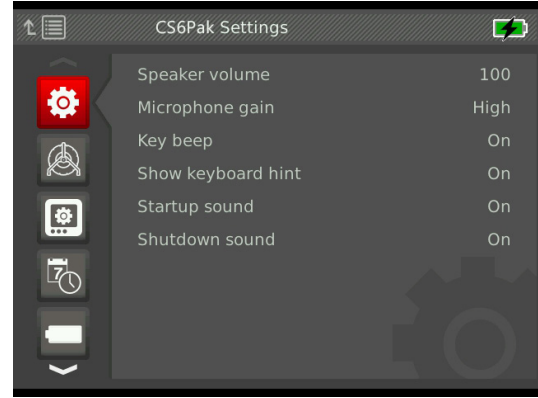 CS6Pak Settings
Speaker volume 100
Microphone gain High
Key beep On
Show keyboard hint On
Startup sound On
7
Shutdown sound On